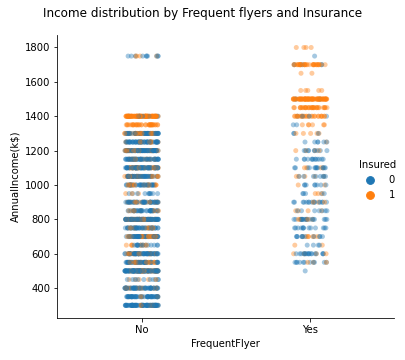 Income distribution by Frequent flyers and Insurance
1800
1600
1400
1200
1000
800
600
400
AnnualIncome(k$)
No
Yes
FrequentFlyer
Insured
0
1